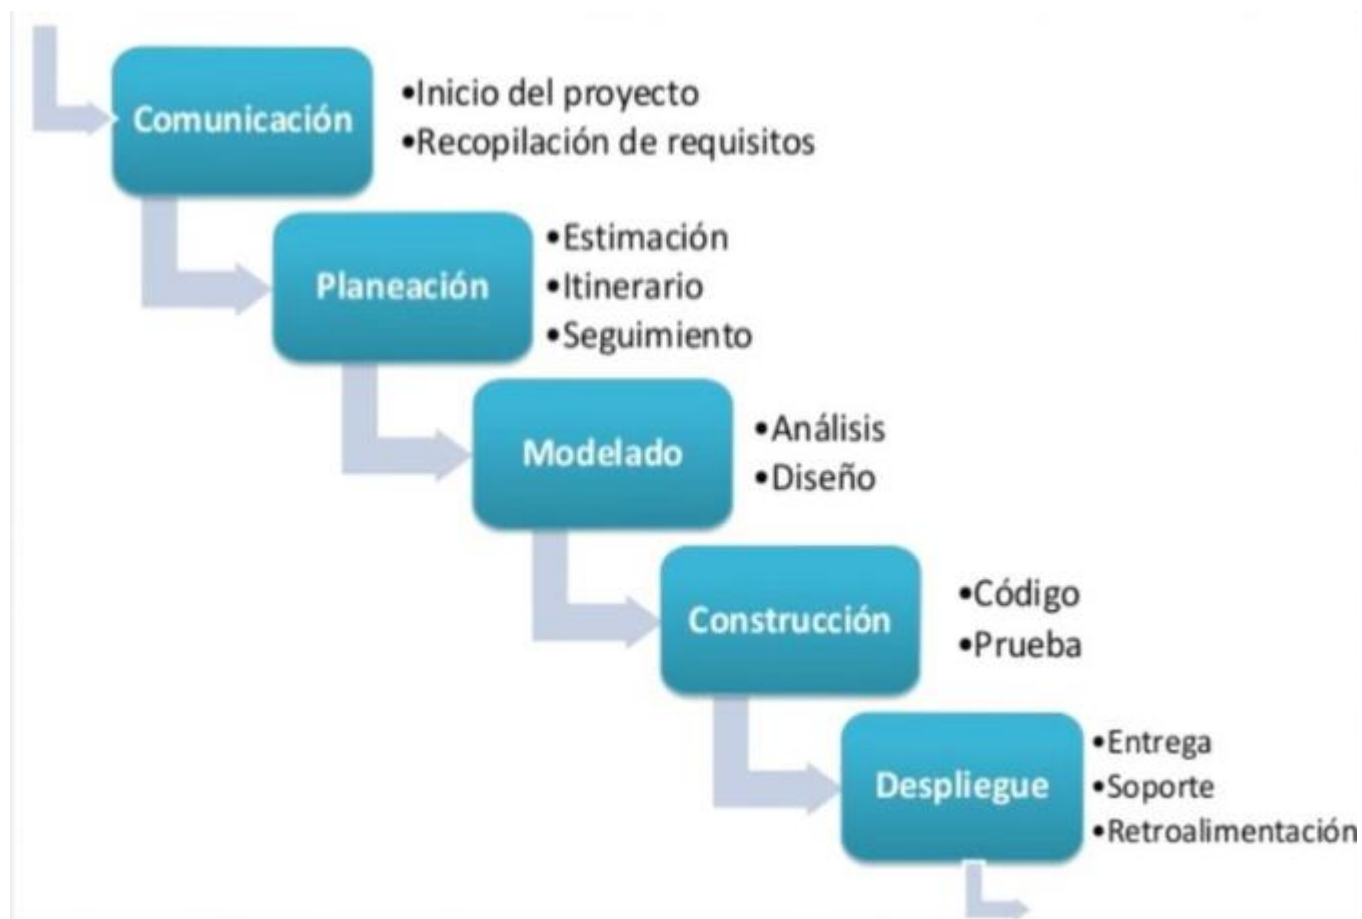 Comunicación
•Inicio del proyecto
•Recopilación de requisitos
Planeación
•Estimación
•Itinerario
•Seguimiento
Modelado
•Análisis
•Diseño
Construcción
•Código
•Prueba
Despliegue
•Entrega
•Soporte
•Retroalimentación